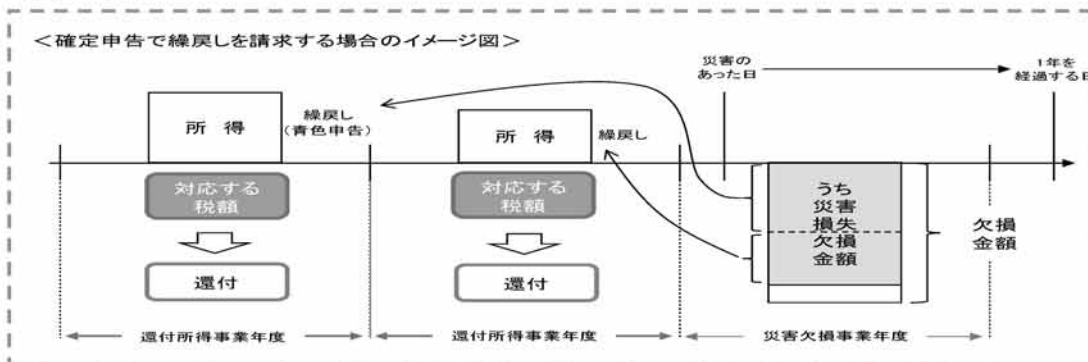 ＜確定申告で繰戻しを請求する場合のイメージ図＞
災害の
あった日
1年を
経過する日
所 得
繰戻し
(青色申告)
所 得
繰戻し
対応する
税額
対応する
税額
うち
災害
損失
欠損
金額
欠損
金額
還付
還付
還付所得事業年度
還付所得事業年度
災害欠損事業年度